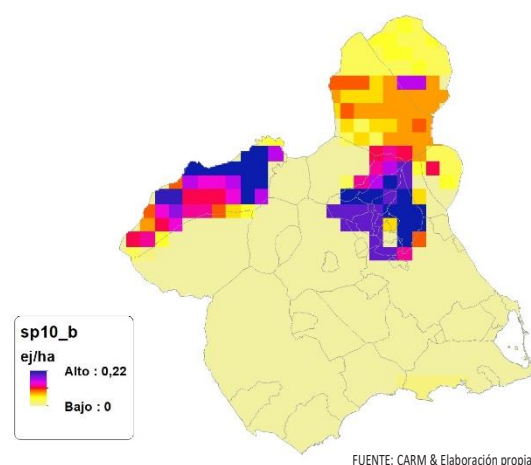 sp10_b
ej/ha
Alto : 0,22
Bajo : 0
FUENTE: CARM & Elaboración propia